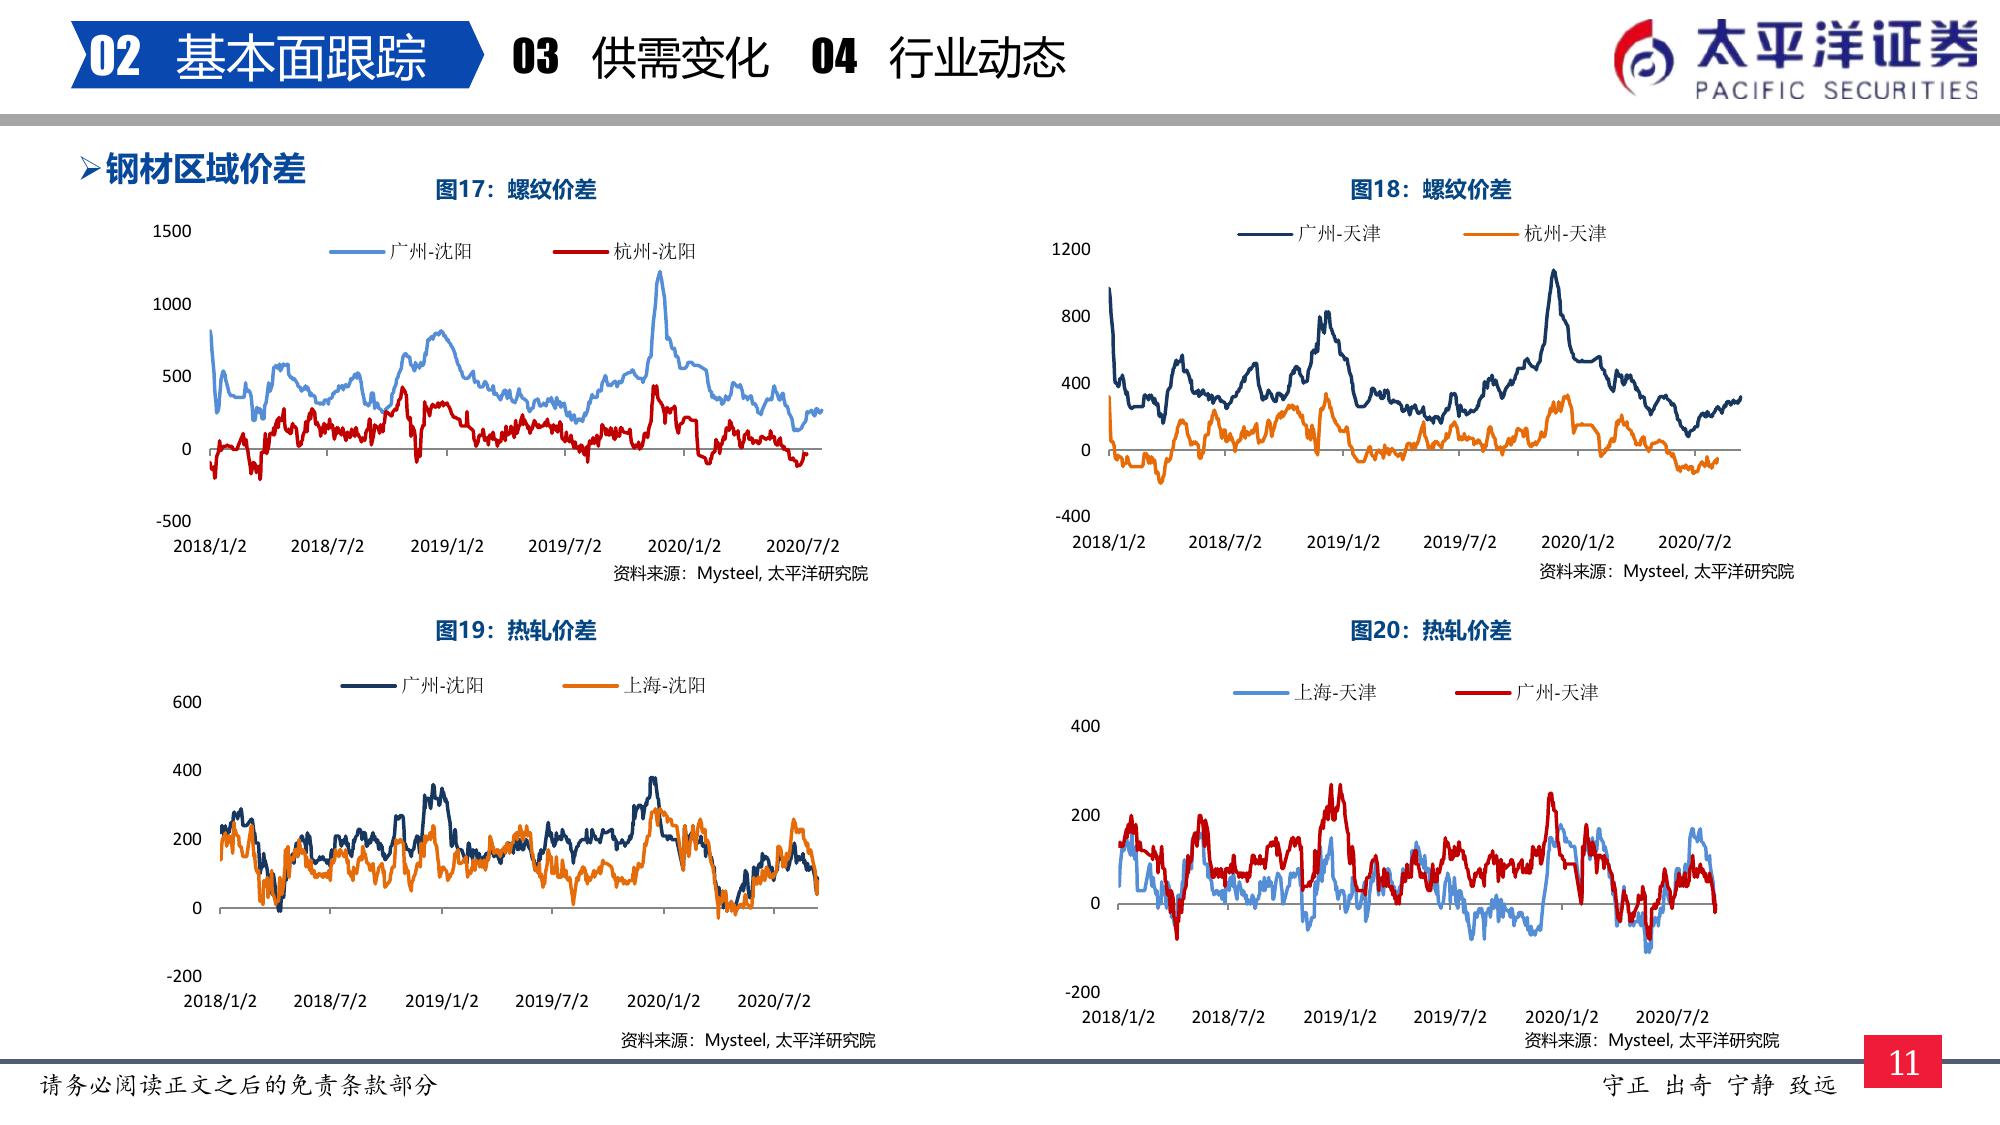 02 基本面跟踪 03 供需变化 04 行业动态
太平洋证券
PACIFIC SECURITIES
➢钢材区域价差
图17：螺纹价差
广州-沈阳 杭州-沈阳
1500
1000
500
0
-500
2018/1/2 2018/7/2 2019/1/2 2019/7/2 2020/1/2 2020/7/2
资料来源：Mysteel, 太平洋研究院
图18：螺纹价差
广州-天津 杭州-天津
1200
800
400
0
-400
2018/1/2 2018/7/2 2019/1/2 2019/7/2 2020/1/2 2020/7/2
资料来源：Mysteel, 太平洋研究院
图19：热轧价差
广州-沈阳 上海-沈阳
600
400
200
0
-200
2018/1/2 2018/7/2 2019/1/2 2019/7/2 2020/1/2 2020/7/2
资料来源：Mysteel, 太平洋研究院
图20：热轧价差
上海-天津 广州-天津
400
200
0
-200
2018/1/2 2018/7/2 2019/1/2 2019/7/2 2020/1/2 2020/7/2
资料来源：Mysteel, 太平洋研究院
请务必阅读正文之后的免责条款部分
守正 出奇 宁静 致远
11